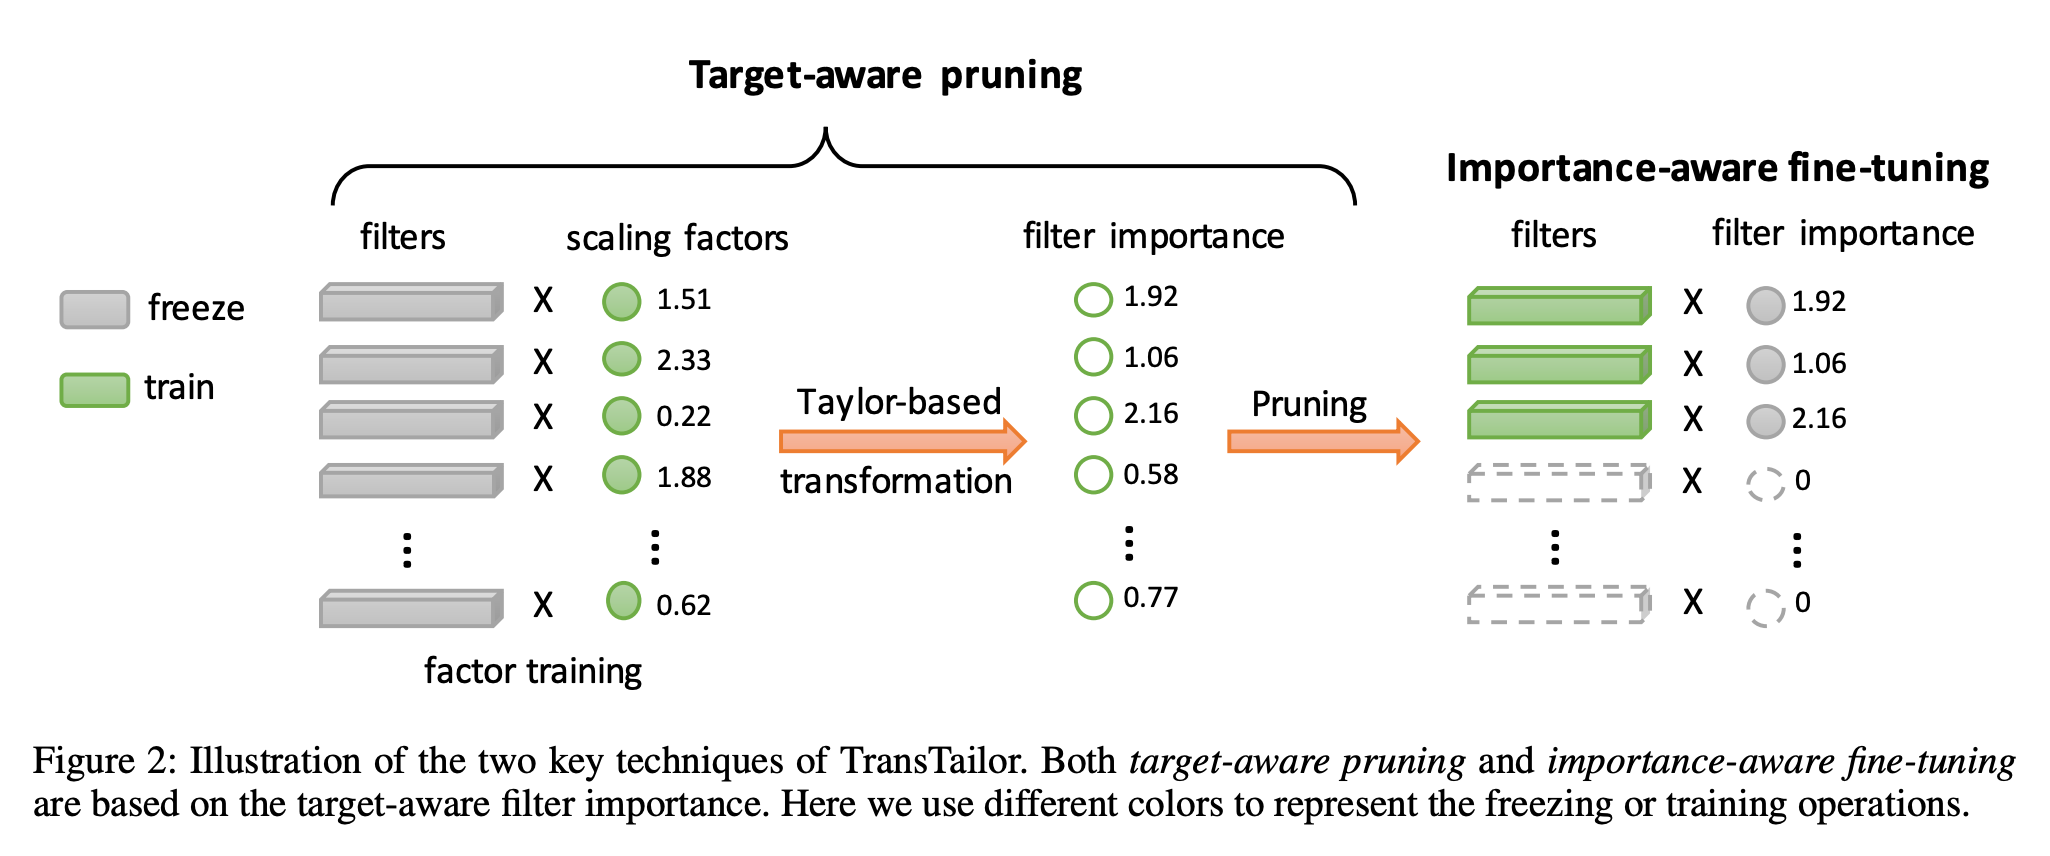 Target-aware pruning
Importance-aware fine-tuning
filters scaling factors filter importance filters filter importance
freeze
train
X 1.51 1.92 X 1.92
X 2.33 1.06 X 1.06
X 0.22 2.16 X 2.16
X 1.88 0.58 X 0
X 0.62 0.77 X 0
Taylor-based
transformation
Pruning
factor training
Figure 2: Illustration of the two key techniques of TransTailor. Both target-aware pruning and importance-aware fine-tuning
are based on the target-aware filter importance. Here we use different colors to represent the freezing or training operations.